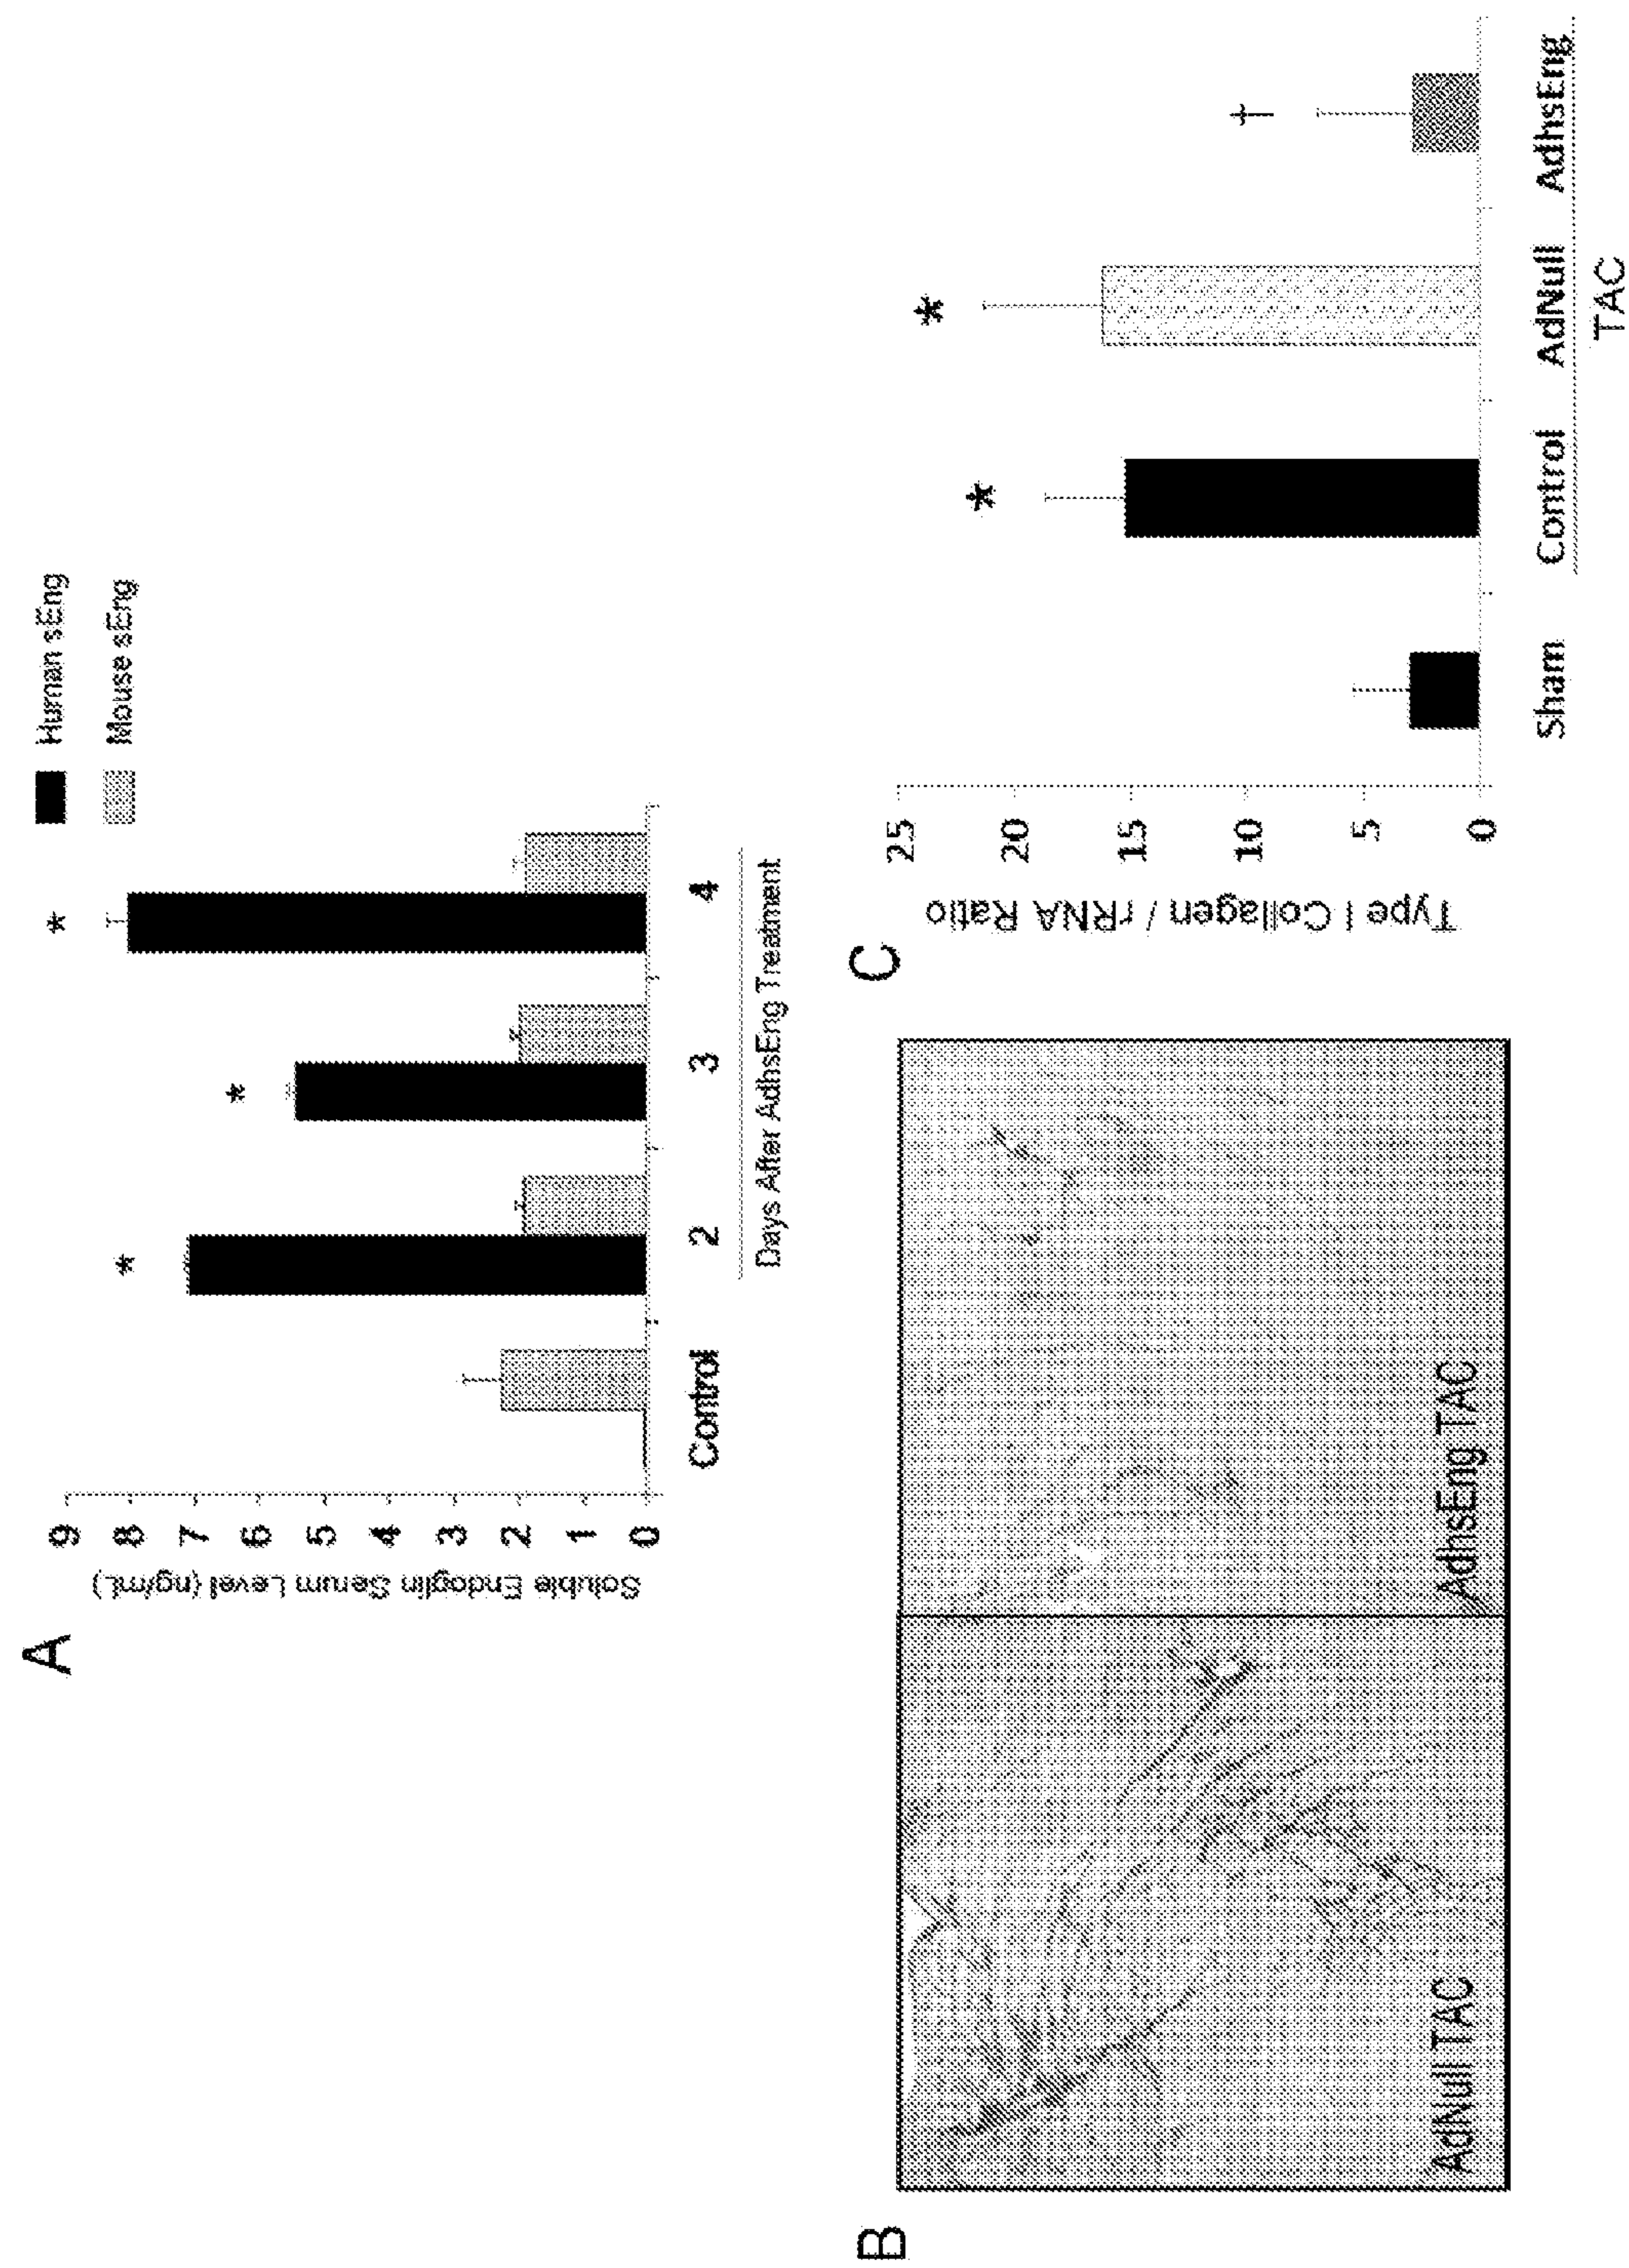 A
Human sEng
Mouse sEng
Soluble Endoglin Serum Level (ng/mL)
9
8
7
6
5
4
3
2
1
0
*
*
*
Control 2 3 4
Days After AdhsEng Treatment
B
AdNull TAC
AdhsEng TAC
C
Type I Collagen / rRNA Ratio
25
20
15
10
5
0
*
*
†
Sham Control AdNull AdhsEng
TAC